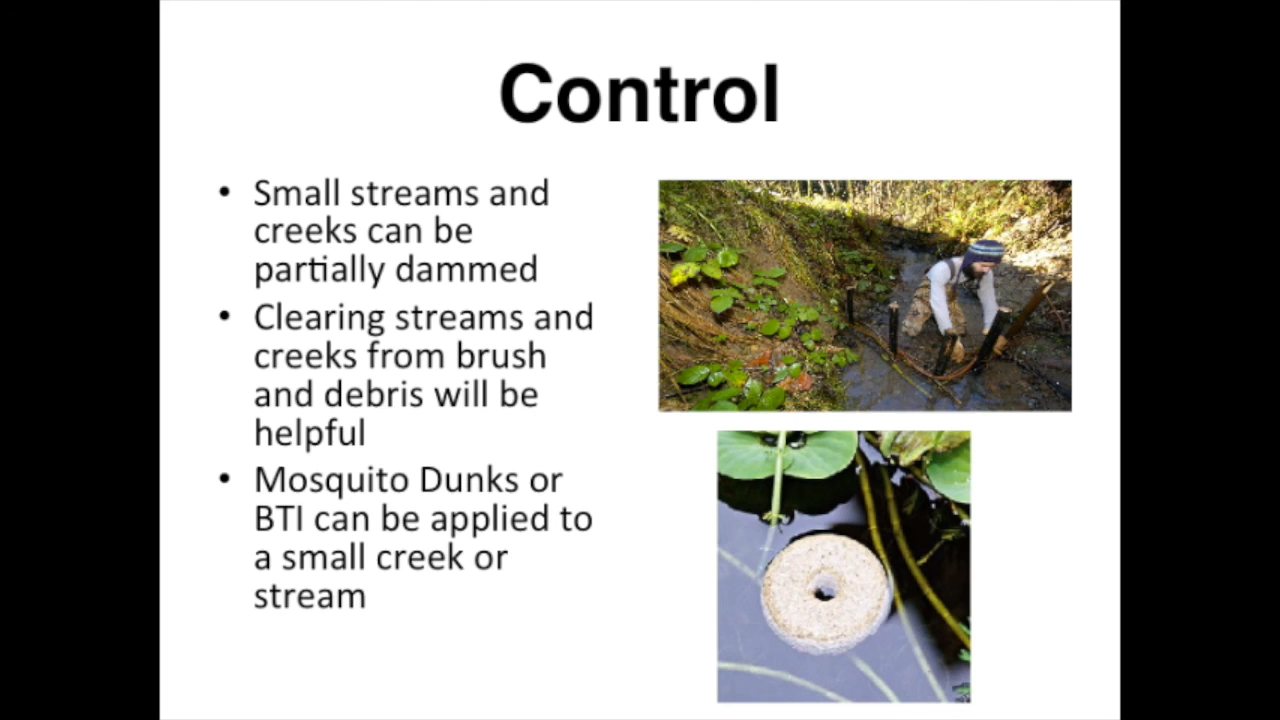 Control
• Small streams and
creeks can be
partially dammed
• Clearing streams and
creeks from brush
and debris will be
helpful
• Mosquito Dunks or
BTI can be applied to
a small creek or
stream